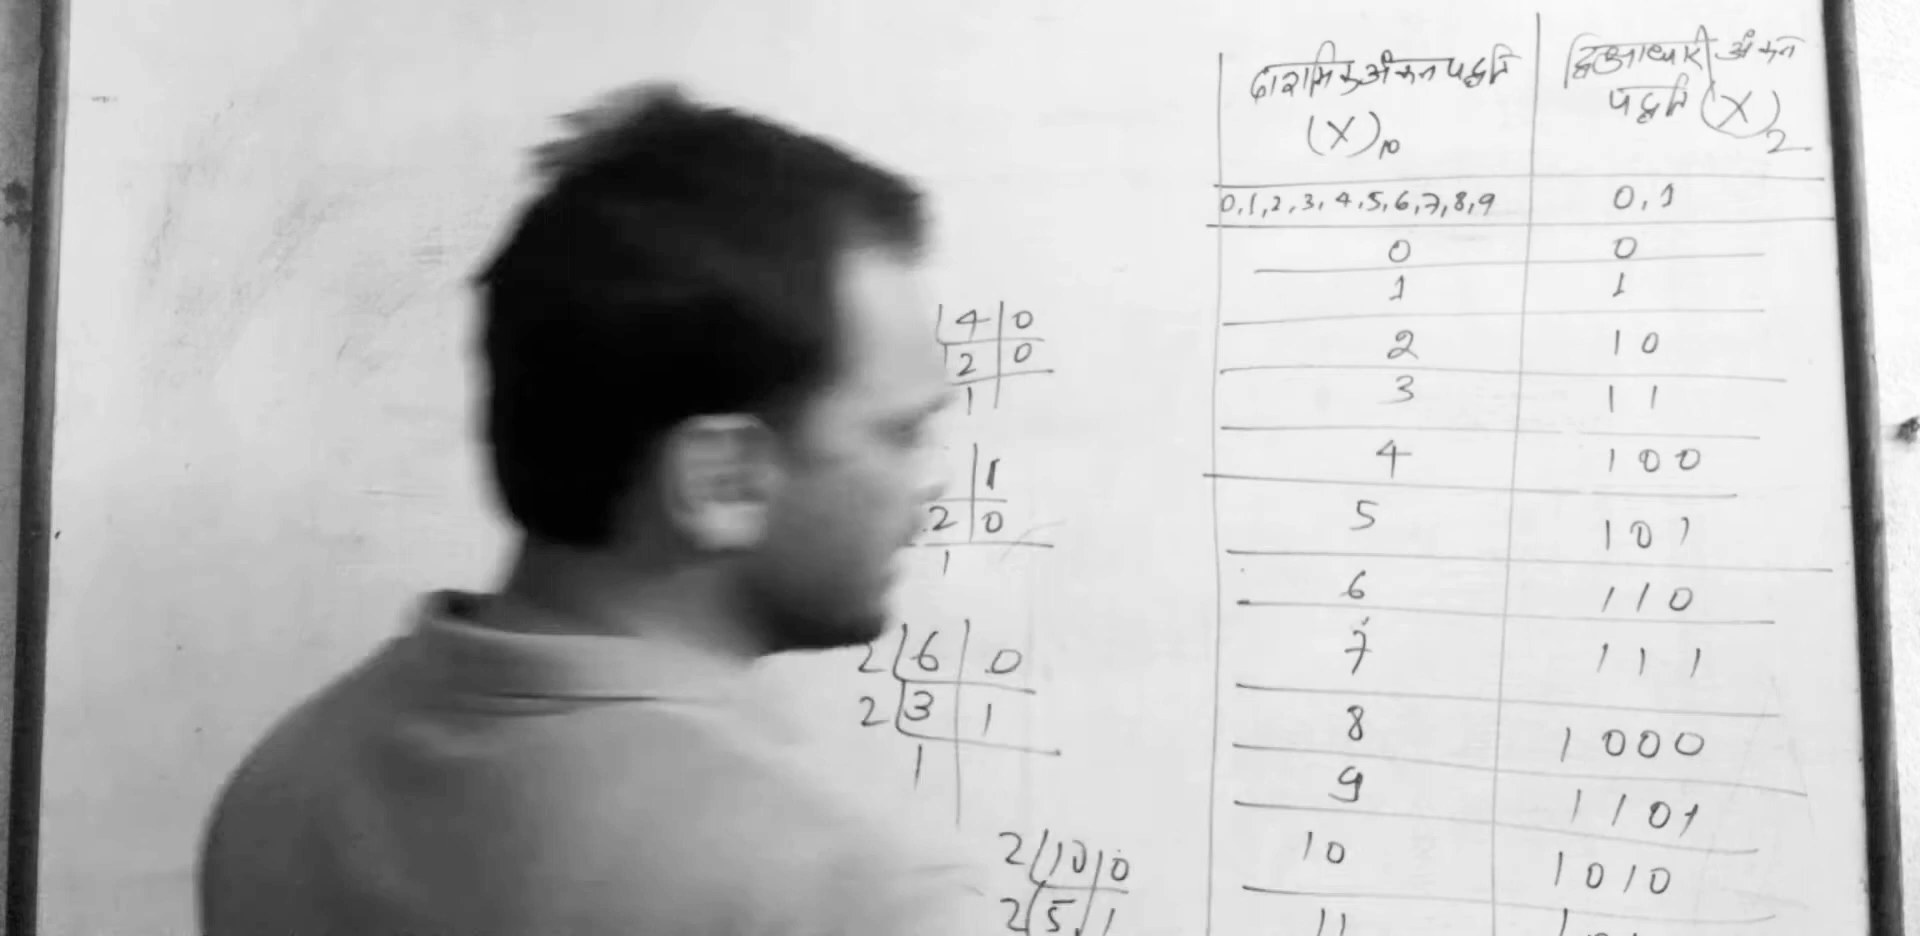 दाशमिक अंकन पद्धति
(X)10
द्विआधारी अंकन
पद्धति (X)2
0,1,2,3,4,5,6,7,8,9 0,1
0 0
1 1
2 10
3 11
4 100
5 101
6 110
7 111
8 1000
9 1101
10 1010
11
4 0
2 0
1
1
2 0
1
2 6 0
2 3 1
1
2 10 0
2 5 1